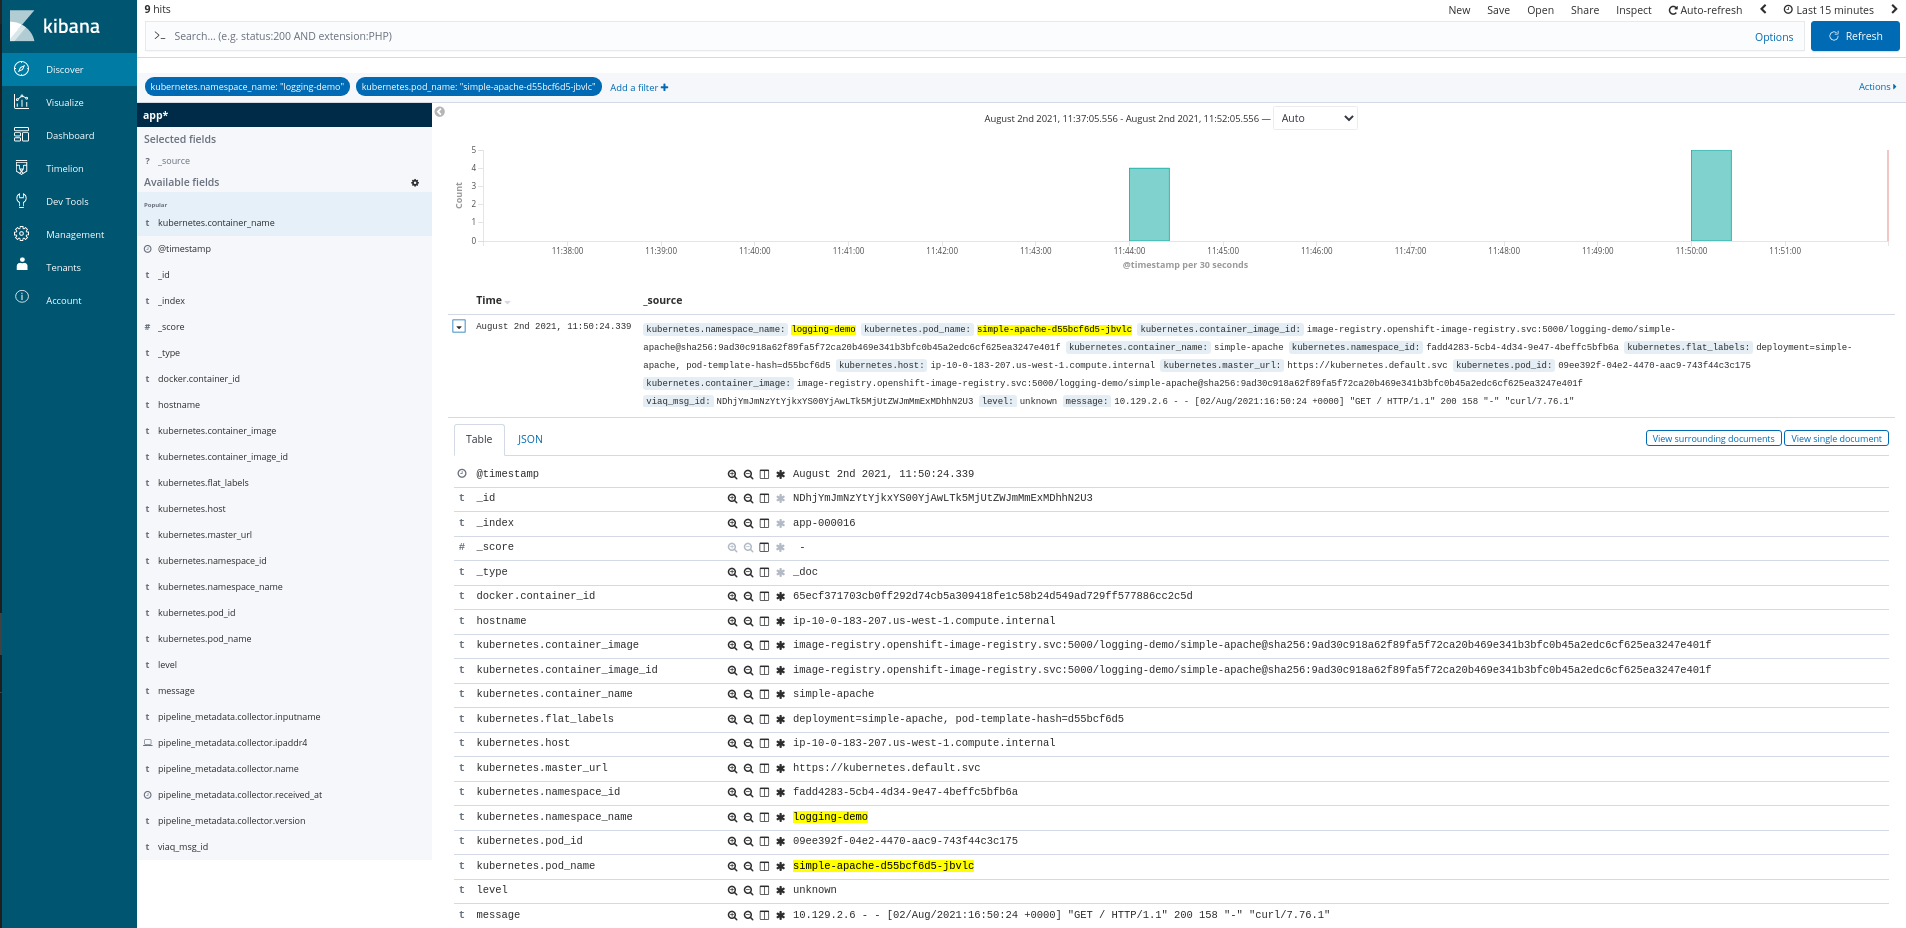 kibana
Discover
Visualize
Dashboard
Timelion
Dev Tools
Management
Tenants
Account
9 hits
New Save Open Share Inspect Auto-refresh Last 15 minutes
>_ Search... (e.g. status:200 AND extension:PHP) Options Refresh
kubernetes.namespace_name: "logging-demo" kubernetes.pod_name: "simple-apache-d55bcf6d5-jbvlc" Add a filter Actions
app*
Selected fields
? _source
Available fields
Popular
t kubernetes.container_name
@timestamp
t _id
t _index
# _score
t _type
t docker.container_id
t hostname
t kubernetes.container_image
t kubernetes.container_image_id
t kubernetes.flat_labels
t kubernetes.host
t kubernetes.master_url
t kubernetes.namespace_id
t kubernetes.namespace_name
t kubernetes.pod_id
t kubernetes.pod_name
t level
t message
t pipeline_metadata.collector.inputname
pipeline_metadata.collector.ipaddr4
t pipeline_metadata.collector.name
pipeline_metadata.collector.received_at
t pipeline_metadata.collector.version
t viaq_msg_id
August 2nd 2021, 11:37:05.556 - August 2nd 2021, 11:52:05.556 — Auto
Count
5
4
3
2
1
0
11:38:00 11:39:00 11:40:00 11:41:00 11:42:00 11:43:00 11:44:00 11:45:00 11:46:00 11:47:00 11:48:00 11:49:00 11:50:00 11:51:00
@timestamp per 30 seconds
Time _source
August 2nd 2021, 11:50:24.339 kubernetes.namespace_name: logging-demo kubernetes.pod_name: simple-apache-d55bcf6d5-jbvlc kubernetes.container_image_id: image-registry.openshift-image-registry.svc:5000/logging-demo/simple-
apache@sha256:9ad30c918a62f89fa5f72ca20b469e341b3bfc0b45a2edc6cf625ea3247e401f kubernetes.container_name: simple-apache kubernetes.namespace_id: fadd4283-5cb4-4d34-9e47-4beffc5bfb6a kubernetes.flat_labels: deployment=simple-
apache, pod-template-hash=d55bcf6d5 kubernetes.host: ip-10-0-183-207.us-west-1.compute.internal kubernetes.master_url: https://kubernetes.default.svc kubernetes.pod_id: 09ee392f-04e2-4470-aac9-743f44c3c175
kubernetes.container_image: image-registry.openshift-image-registry.svc:5000/logging-demo/simple-apache@sha256:9ad30c918a62f89fa5f72ca20b469e341b3bfc0b45a2edc6cf625ea3247e401f
viaq_msg_id: NDhjYmJmNzYtYjkxYS00YjAwLTk5MjUtZWJmMmExMDhhN2U3 level: unknown message: 10.129.2.6 - - [02/Aug/2021:16:50:24 +0000] "GET / HTTP/1.1" 200 158 "-" "curl/7.76.1"
Table JSON View surrounding documents View single document
@timestamp August 2nd 2021, 11:50:24.339
t _id NDhjYmJmNzYtYjkxYS00YjAwLTk5MjUtZWJmMmExMDhhN2U3
t _index app-000016
# _score -
t _type _doc
t docker.container_id 65ecf371703cb0ff292d74cb5a309418fe1c58b24d549ad729ff577886cc2c5d
t hostname ip-10-0-183-207.us-west-1.compute.internal
t kubernetes.container_image image-registry.openshift-image-registry.svc:5000/logging-demo/simple-apache@sha256:9ad30c918a62f89fa5f72ca20b469e341b3bfc0b45a2edc6cf625ea3247e401f
t kubernetes.container_image_id image-registry.openshift-image-registry.svc:5000/logging-demo/simple-apache@sha256:9ad30c918a62f89fa5f72ca20b469e341b3bfc0b45a2edc6cf625ea3247e401f
t kubernetes.container_name simple-apache
t kubernetes.flat_labels deployment=simple-apache, pod-template-hash=d55bcf6d5
t kubernetes.host ip-10-0-183-207.us-west-1.compute.internal
t kubernetes.master_url https://kubernetes.default.svc
t kubernetes.namespace_id fadd4283-5cb4-4d34-9e47-4beffc5bfb6a
t kubernetes.namespace_name logging-demo
t kubernetes.pod_id 09ee392f-04e2-4470-aac9-743f44c3c175
t kubernetes.pod_name simple-apache-d55bcf6d5-jbvlc
t level unknown
t message 10.129.2.6 - - [02/Aug/2021:16:50:24 +0000] "GET / HTTP/1.1" 200 158 "-" "curl/7.76.1"